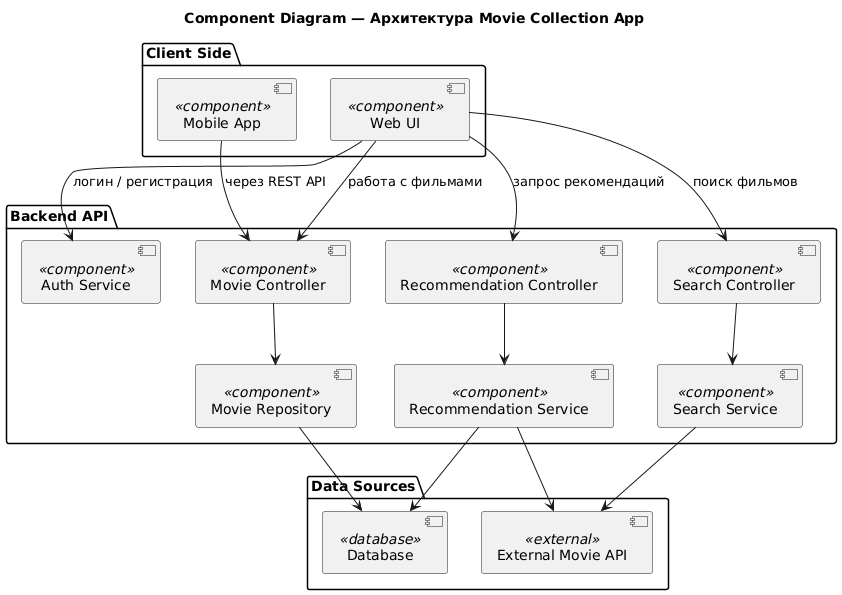 Component Diagram — Архитектура Movie Collection App
Client Side
«component»
Mobile App
«component»
Web UI
логин / регистрация
через REST API
работа с фильмами
запрос рекомендаций
поиск фильмов
Backend API
«component»
Auth Service
«component»
Movie Controller
«component»
Recommendation Controller
«component»
Search Controller
«component»
Movie Repository
«component»
Recommendation Service
«component»
Search Service
Data Sources
«database»
Database
«external»
External Movie API